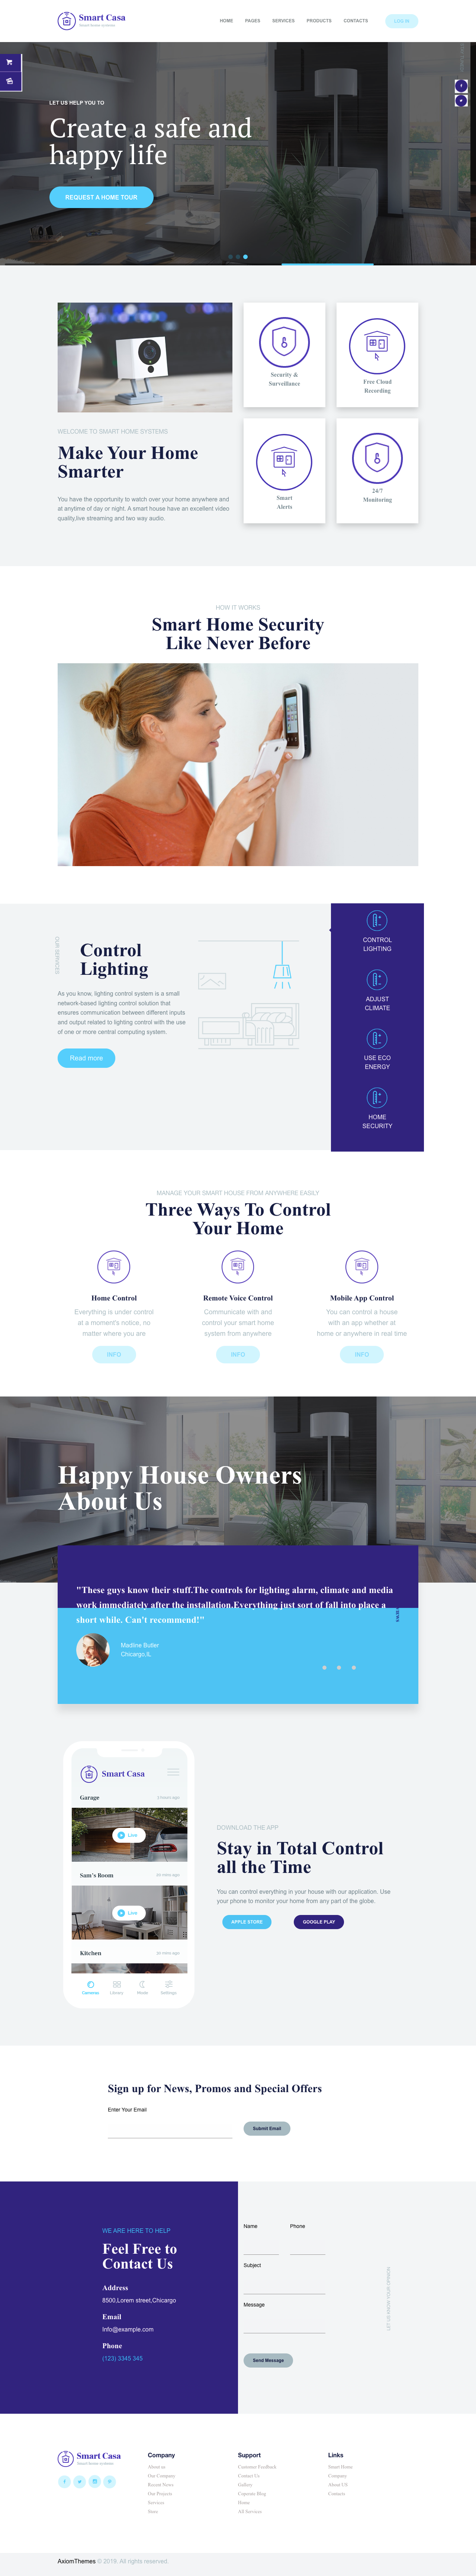 Smart Casa
HOME PAGES SERVICES PRODUCTS CONTACTS LOG IN
LET US HELP YOU TO
Create a safe and
happy life
REQUEST A HOME TOUR
WELCOME TO SMART HOME SYSTEMS
Make Your Home
Smarter
You have the opportunity to watch over your home anywhere and
at anytime of day or night. A smart house have an excellent video
quality,live streaming and two way audio.
Security &
Surveillance
Free Cloud
Recording
Smart
Alerts
24/7
Monitoring
HOW IT WORKS
Smart Home Security
Like Never Before
OUR SERVICES
Control
Lighting
As you know, lighting control system is a small
network-based lighting control solution that
ensures communication between different inputs
and output related to lighting control with the use
of one or more central computing system.
Read more
CONTROL
LIGHTING
ADJUST
CLIMATE
USE ECO
ENERGY
HOME
SECURITY
MANAGE YOUR SMART HOUSE FROM ANYWHERE EASILY
Three Ways To Control
Your Home
Home Control
Everything is under control
at a moment's notice, no
matter where you are
INFO
Remote Voice Control
Communicate with and
control your smart home
system from anywhere
INFO
Mobile App Control
You can control a house
with an app whether at
home or anywhere in real time
INFO
Happy House Owners
About Us
"These guys know their stuff.The controls for lighting alarm, climate and media
work immediately after the installation.Everything just sort of fall into place a
short while. Can't recommend!"
Madline Butler
Chicargo,IL
Smart Casa
Garage
2 hours ago
Live
Sam's Room
Live
Kitchen
Cameras Library Mode Settings
DOWNLOAD THE APP
Stay in Total Control
all the Time
You can control everything in your house with our application. Use
your phone to monitor your home from any part of the globe.
APPLE STORE GOOGLE PLAY
Sign up for News, Promos and Special Offers
Enter Your Email
Submit Email
WE ARE HERE TO HELP
Feel Free to
Contact Us
Address
8500,Lorem street,Chicargo
Email
Info@example.com
Phone
(123) 3345 345
Name Phone
Subject
Message
Send Message
LET US KNOW YOUR OPINION
Smart Casa
Company
About us
Our Company
Recent News
Our Projects
Services
Store
Support
Customer Feedback
Contact Us
Gallery
Coporate Blog
Home
All Services
Links
Smart Home
Company
About US
Contacts
AxiomThemes © 2019. All rights reserved.